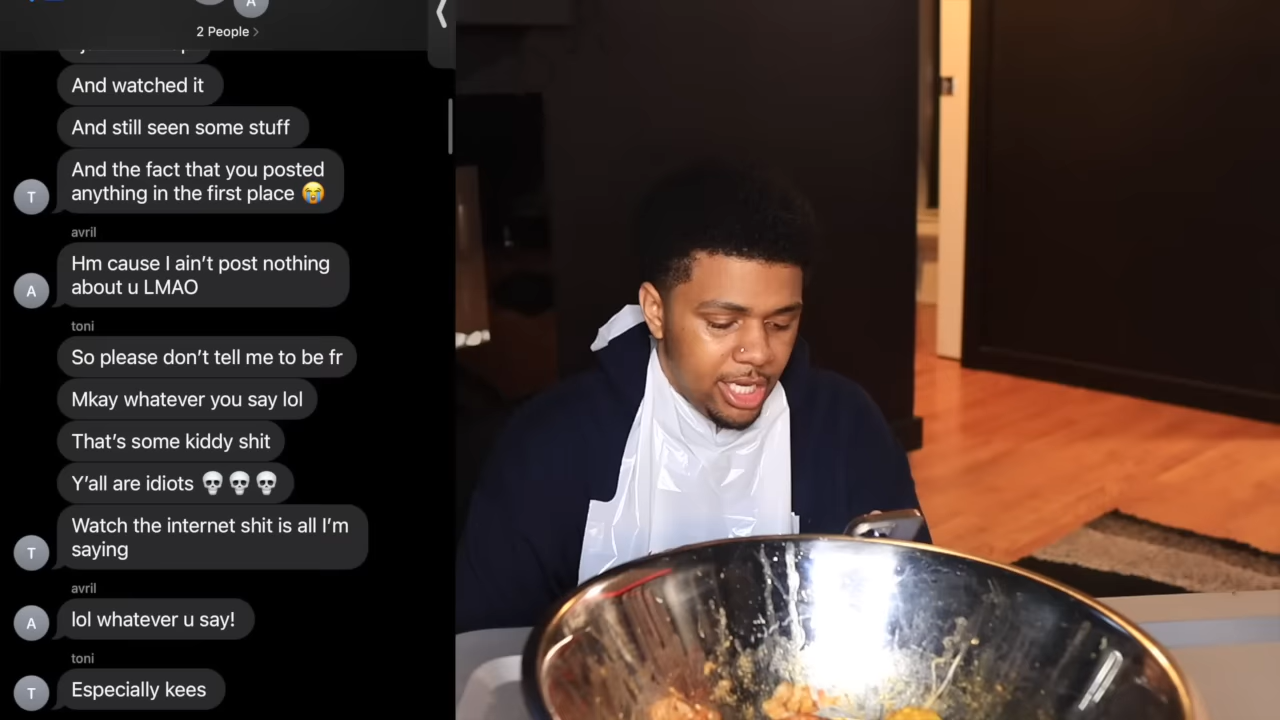 A
2 People >
And watched it
And still seen some stuff
And the fact that you posted
anything in the first place 😭
T
avril
Hm cause I ain't post nothing
about u LMAO
A
toni
So please don't tell me to be fr
Mkay whatever you say lol
That's some kiddy shit
Y'all are idiots 💀💀💀
Watch the internet shit is all I'm
saying
T
avril
lol whatever u say!
A
toni
Especially kees
T